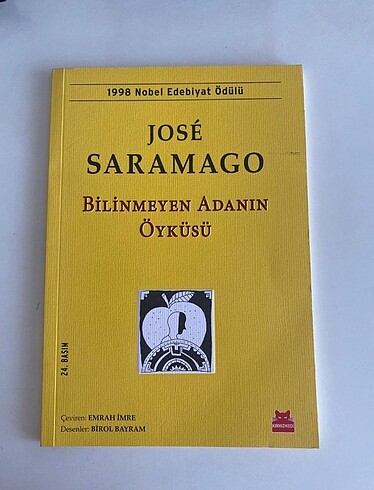 1998 Nobel Edebiyat Ödülü
JOSÉ
SARAMAGO
BİLİNMEYEN ADANIN
ÖYKÜSÜ
24. BASIM
Çeviren: EMRAH İMRE
Desenler: BİROL BAYRAM
KIRMIZIKEDİ